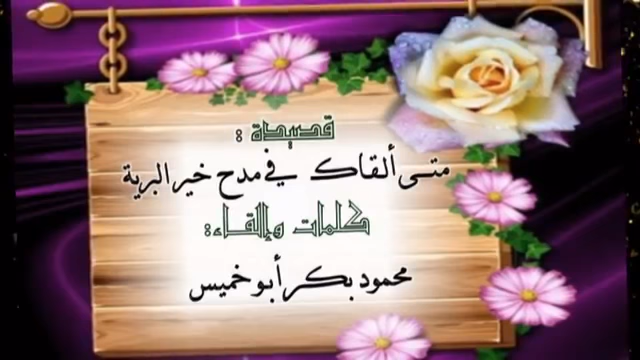 قصيدة :
متى ألقاك في مدح خير البرية
كلمات وإلقاء:
محمود بكر أبو خميس